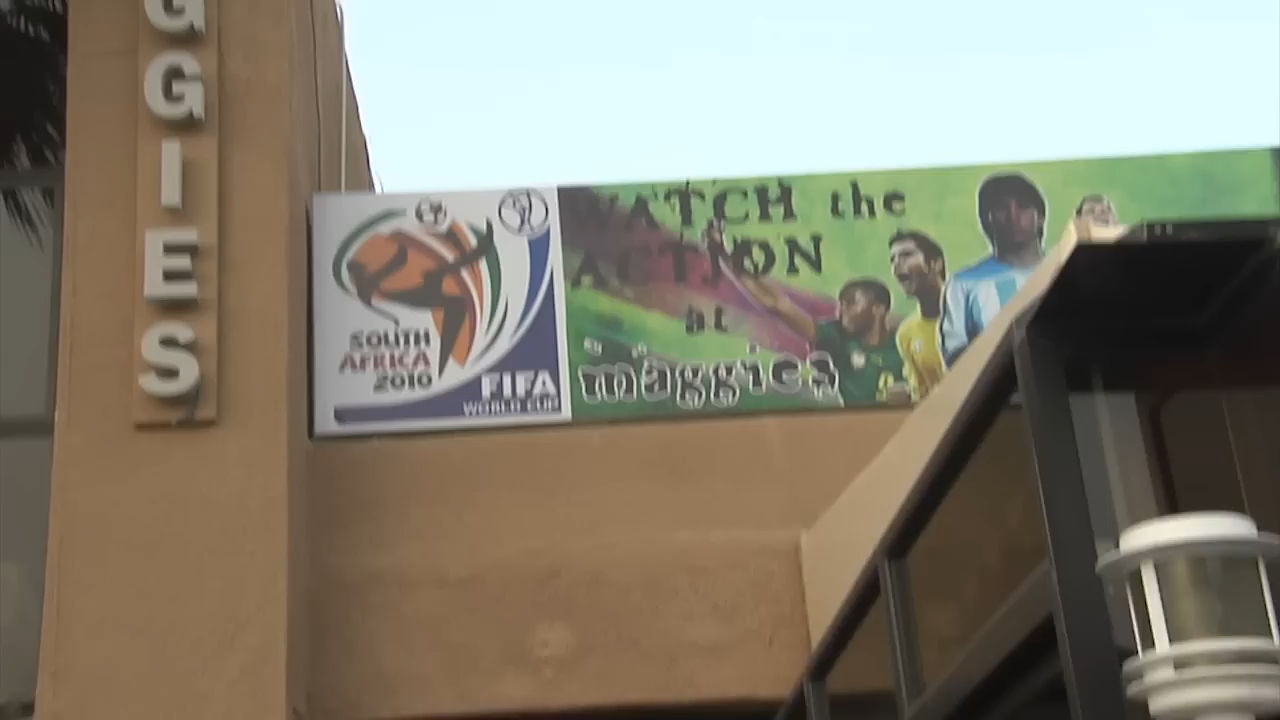 GGIES
SOUTH
AFRICA
2010
FIFA
WORLD CUP
WATCH the
ACTION
at
maggies